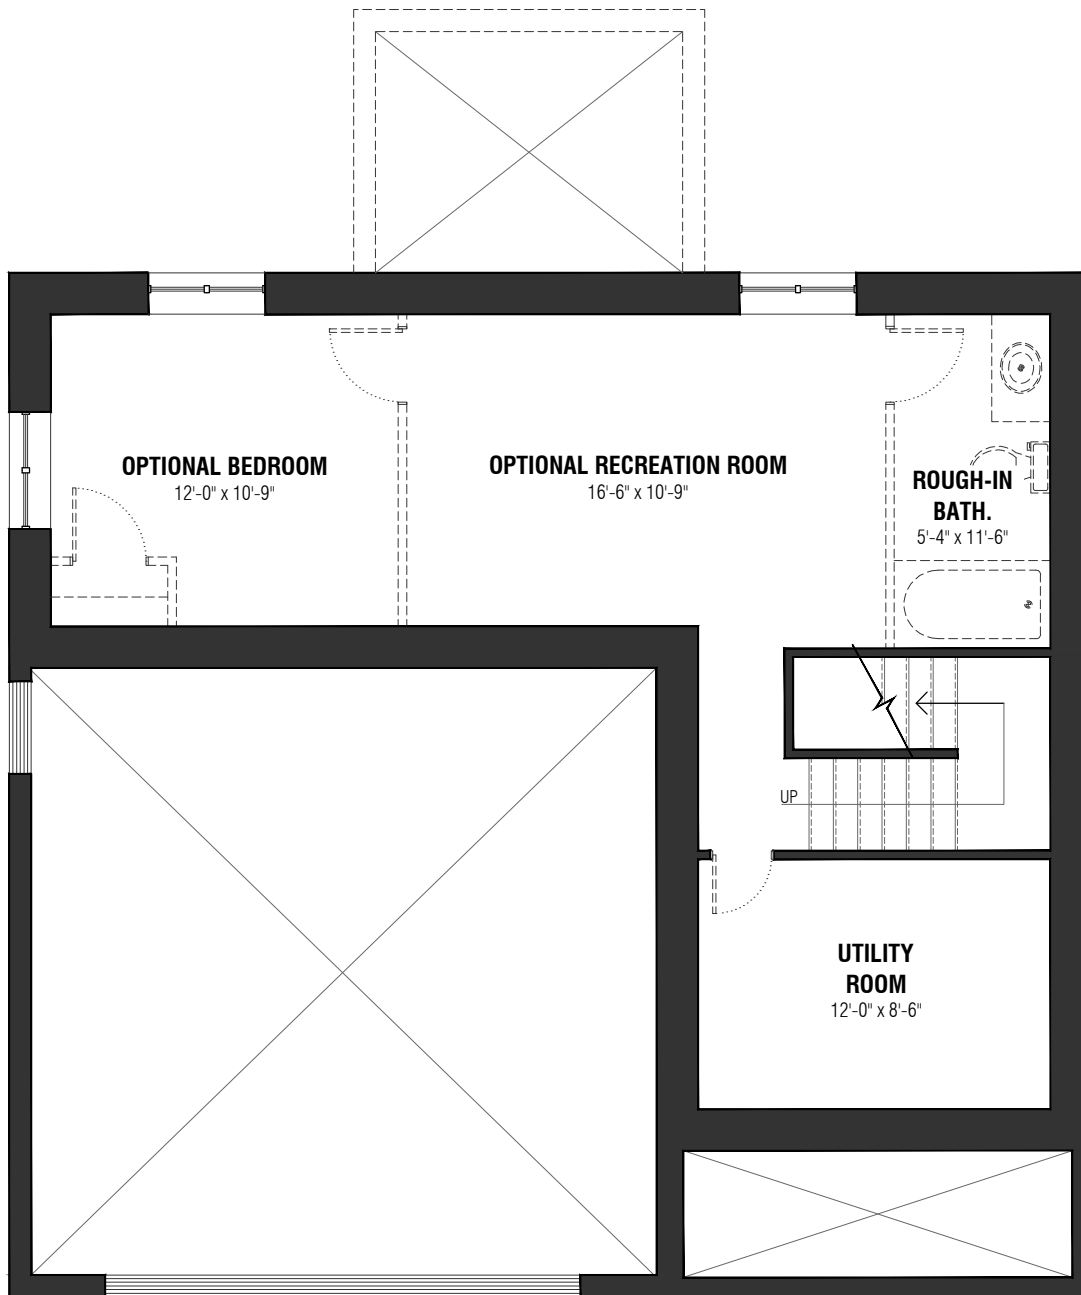 OPTIONAL BEDROOM
12'-0" x 10'-9"
OPTIONAL RECREATION ROOM
16'-6" x 10'-9"
ROUGH-IN
BATH.
5'-4" x 11'-6"
UP
UTILITY
ROOM
12'-0" x 8'-6"